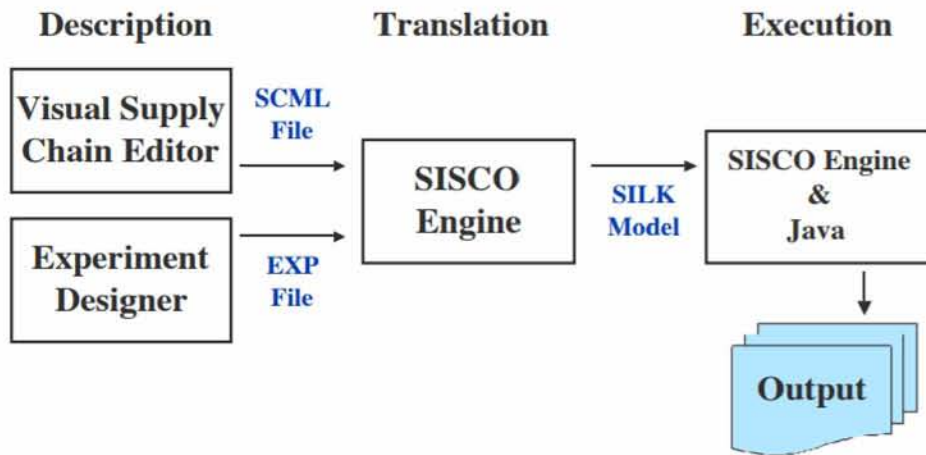 Description
Translation
Execution
Visual Supply
Chain Editor
SCML
File
Experiment
Designer
EXP
File
SISCO
Engine
SILK
Model
SISCO Engine
&
Java
Output